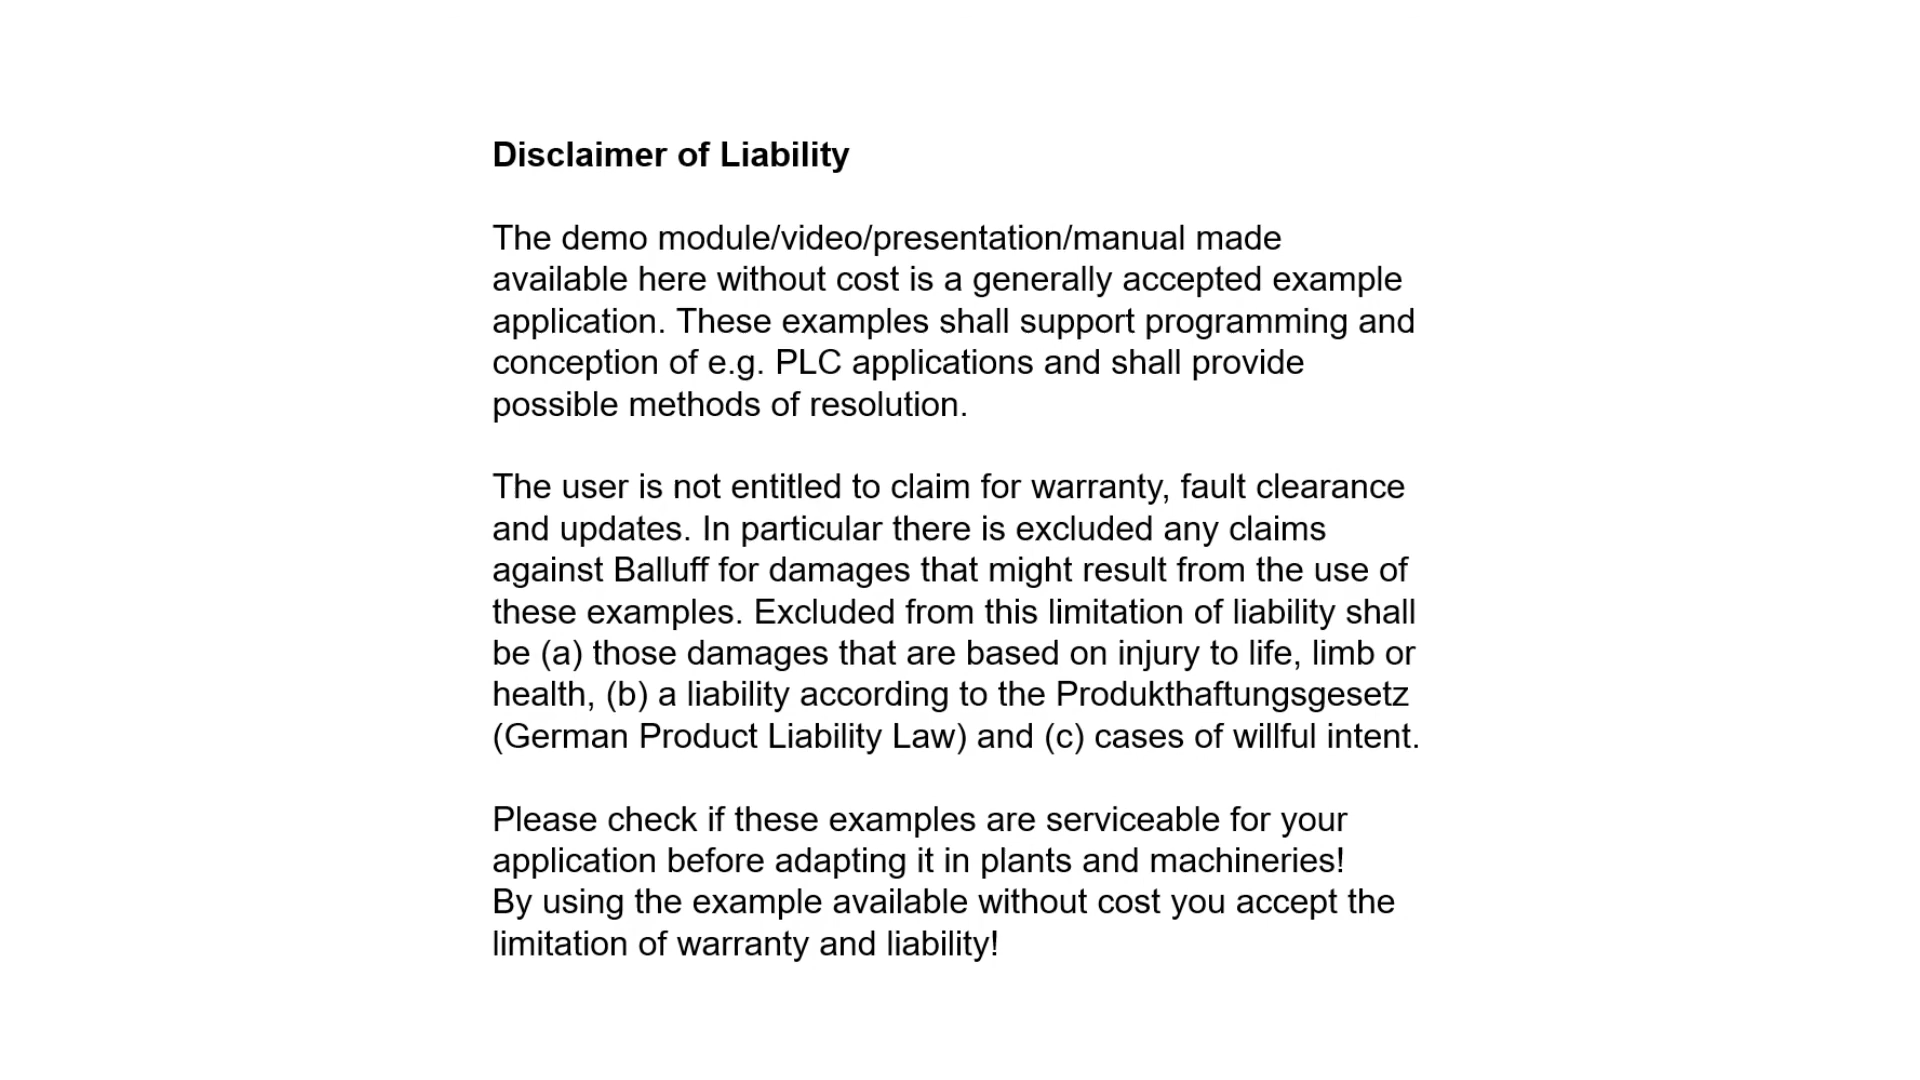 Disclaimer of Liability
The demo module/video/presentation/manual made
available here without cost is a generally accepted example
application. These examples shall support programming and
conception of e.g. PLC applications and shall provide
possible methods of resolution.
The user is not entitled to claim for warranty, fault clearance
and updates. In particular there is excluded any claims
against Balluff for damages that might result from the use of
these examples. Excluded from this limitation of liability shall
be (a) those damages that are based on injury to life, limb or
health, (b) a liability according to the Produkthaftungsgesetz
(German Product Liability Law) and (c) cases of willful intent.
Please check if these examples are serviceable for your
application before adapting it in plants and machineries!
By using the example available without cost you accept the
limitation of warranty and liability!